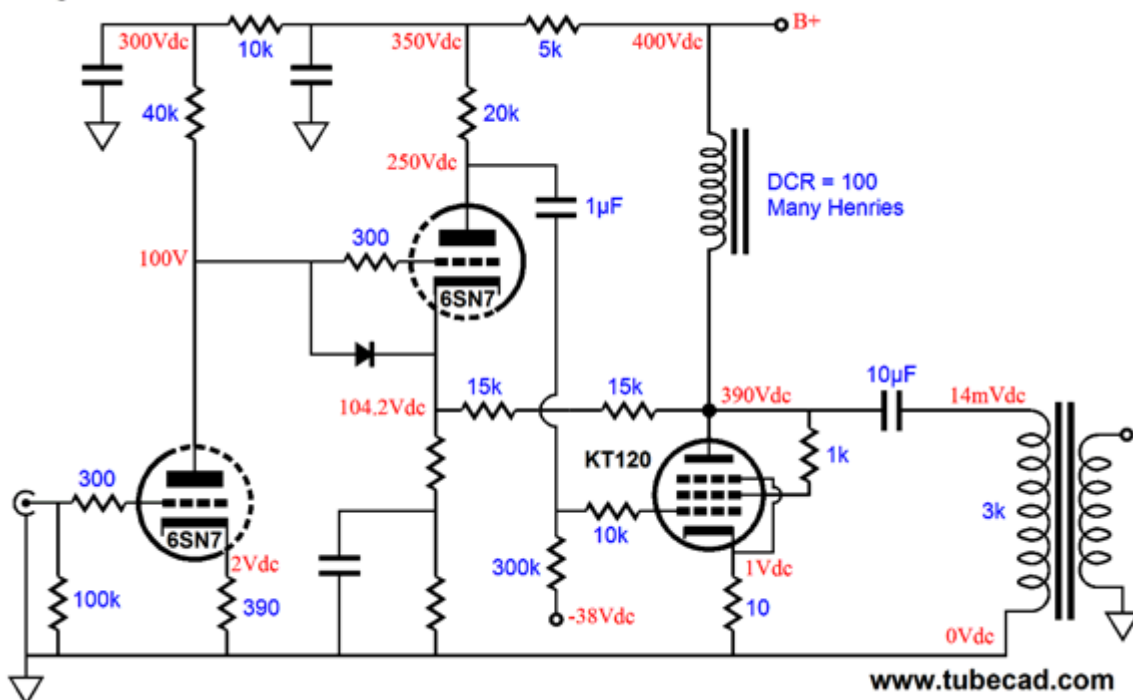 300Vdc
10k
350Vdc
5k
400Vdc
B+
40k
20k
250Vdc
1µF
DCR = 100
Many Henries
100V
300
6SN7
104.2Vdc
15k
15k
390Vdc
10µF
14mVdc
KT120
1k
300
6SN7
10k
3k
2Vdc
300k
1Vdc
100k
390
-38Vdc
10
0Vdc
www.tubecad.com